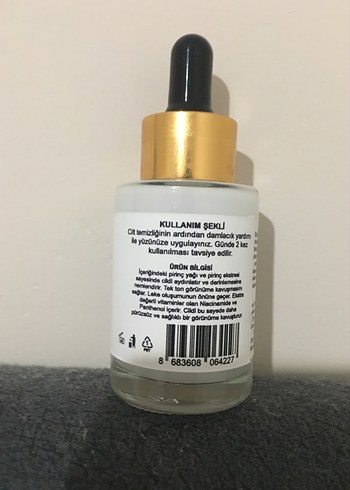 KULLANIM ŞEKLİ
Cilt temizliğinin ardından damlacık yardımı
ile yüzünüze uygulayınız. Günde 2 kez
kullanılması tavsiye edilir.
ÜRÜN BİLGİSİ
İçeriğindeki pirinç yağı ve pirinç ekstresi
sayesinde cildi aydınlatır ve derinlemesine
nemlendirir. Tek ton görünüme kavuşmasını
sağlar. Leke oluşumunun önüne geçer. Ekstra
değerli vitaminler olan Niacinamide ve
Panthenol içerir. Cildi bu sayede daha
pürüzsüz ve sağlıklı bir görünüme kavuşturur.
PET
8 683608 064227